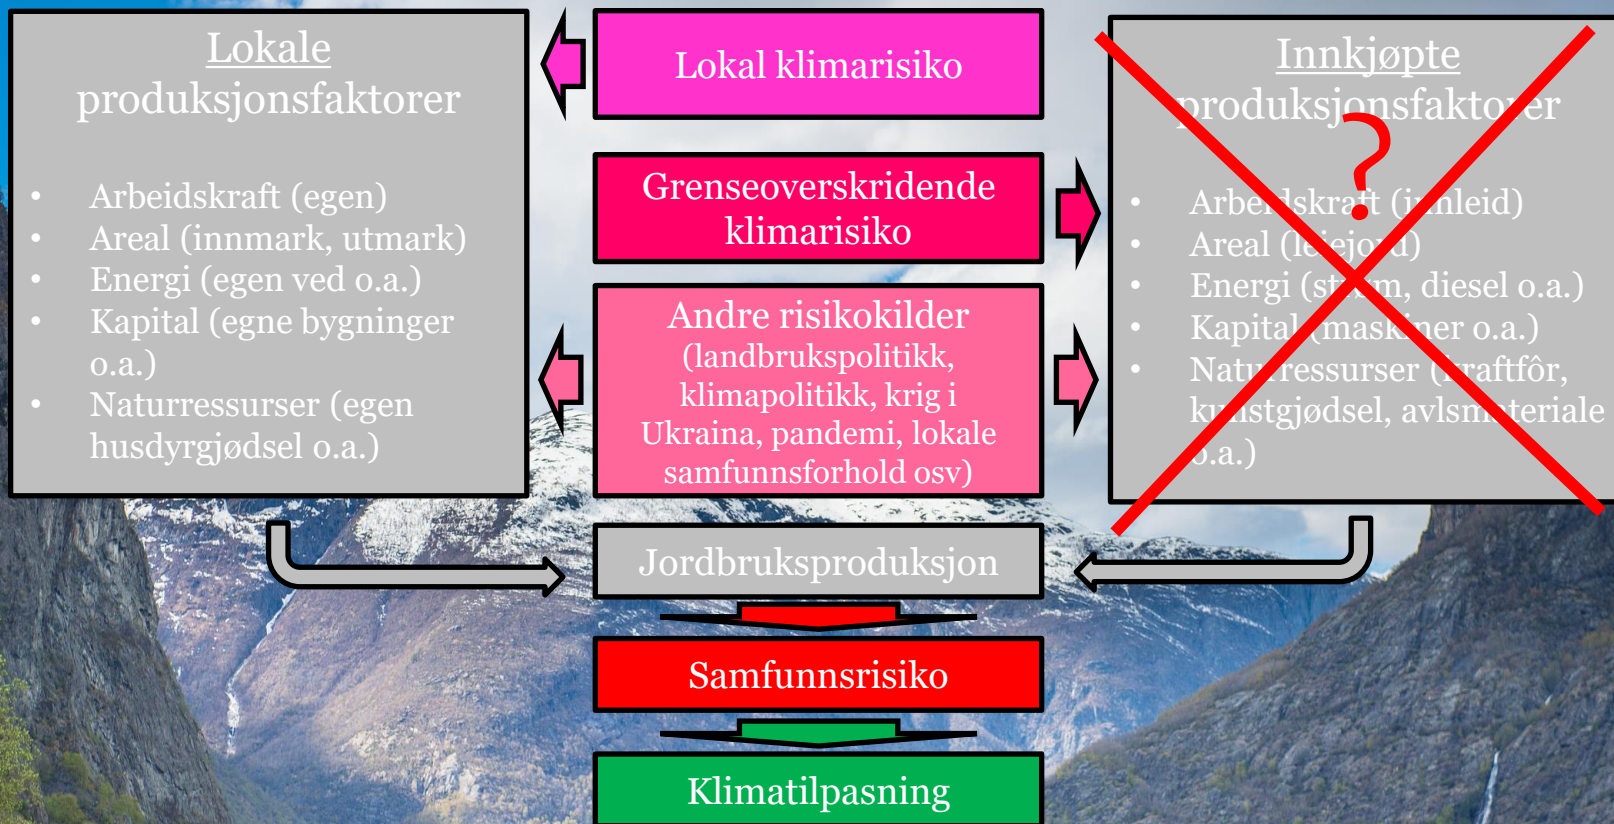 Lokale
produksjonsfaktorer
• Arbeidskraft (egen)
• Areal (innmark, utmark)
• Energi (egen ved o.a.)
• Kapital (egne bygninger
o.a.)
• Naturressurser (egen
husdyrgjødsel o.a.)
Lokal klimarisiko
Grenseoverskridende
klimarisiko
Andre risikokilder
(landbrukspolitikk,
klimapolitikk, krig i
Ukraina, pandemi, lokale
samfunnsforhold osv)
Innkjøpte
produksjonsfaktorer
?
• Arbeidskraft (innleid)
• Areal (leiejord)
• Energi (strøm, diesel o.a.)
• Kapital (maskiner o.a.)
• Naturressurser (kraftfôr,
kunstgjødsel, avlsmateriale
o.a.)
Jordbruksproduksjon
Samfunnsrisiko
Klimatilpasning